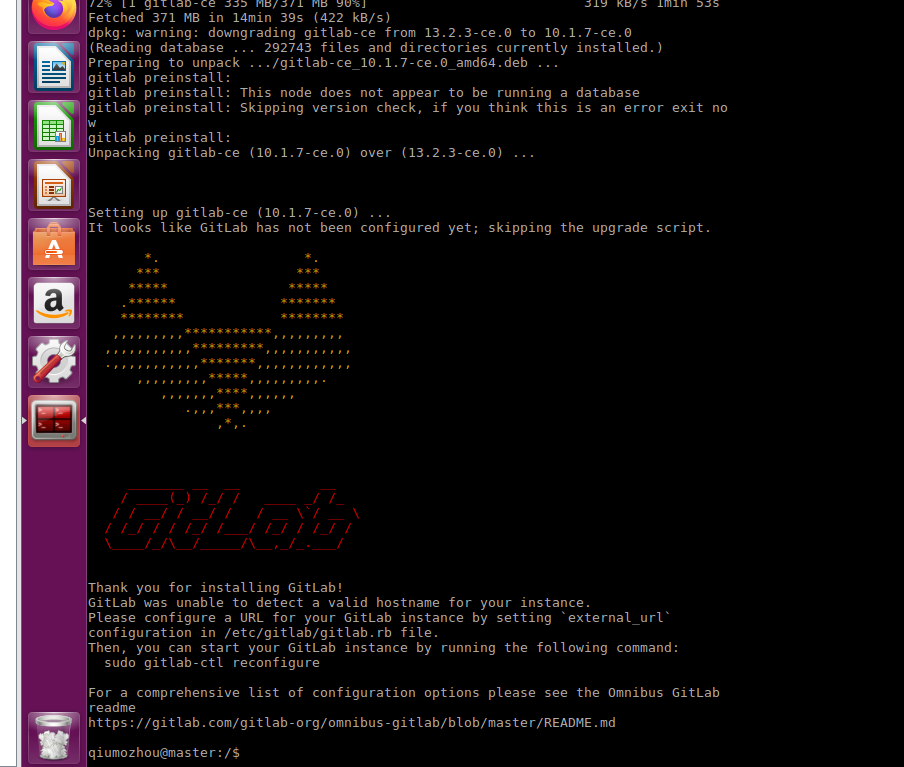 72% [1 gitlab-ce 335 MB/371 MB 90%] 319 kB/s 1min 53s
Fetched 371 MB in 14min 39s (422 kB/s)
dpkg: warning: downgrading gitlab-ce from 13.2.3-ce.0 to 10.1.7-ce.0
(Reading database ... 292743 files and directories currently installed.)
Preparing to unpack .../gitlab-ce_10.1.7-ce.0_amd64.deb ...
gitlab preinstall:
gitlab preinstall: This node does not appear to be running a database
gitlab preinstall: Skipping version check, if you think this is an error exit no
w
gitlab preinstall:
Unpacking gitlab-ce (10.1.7-ce.0) over (13.2.3-ce.0) ...
Setting up gitlab-ce (10.1.7-ce.0) ...
It looks like GitLab has not been configured yet; skipping the upgrade script.
GitLab
Thank you for installing GitLab!
GitLab was unable to detect a valid hostname for your instance.
Please configure a URL for your GitLab instance by setting `external_url`
configuration in /etc/gitlab/gitlab.rb file.
Then, you can start your GitLab instance by running the following command:
sudo gitlab-ctl reconfigure
For a comprehensive list of configuration options please see the Omnibus GitLab
readme
https://gitlab.com/gitlab-org/omnibus-gitlab/blob/master/README.md
qiumozhou@master:/$